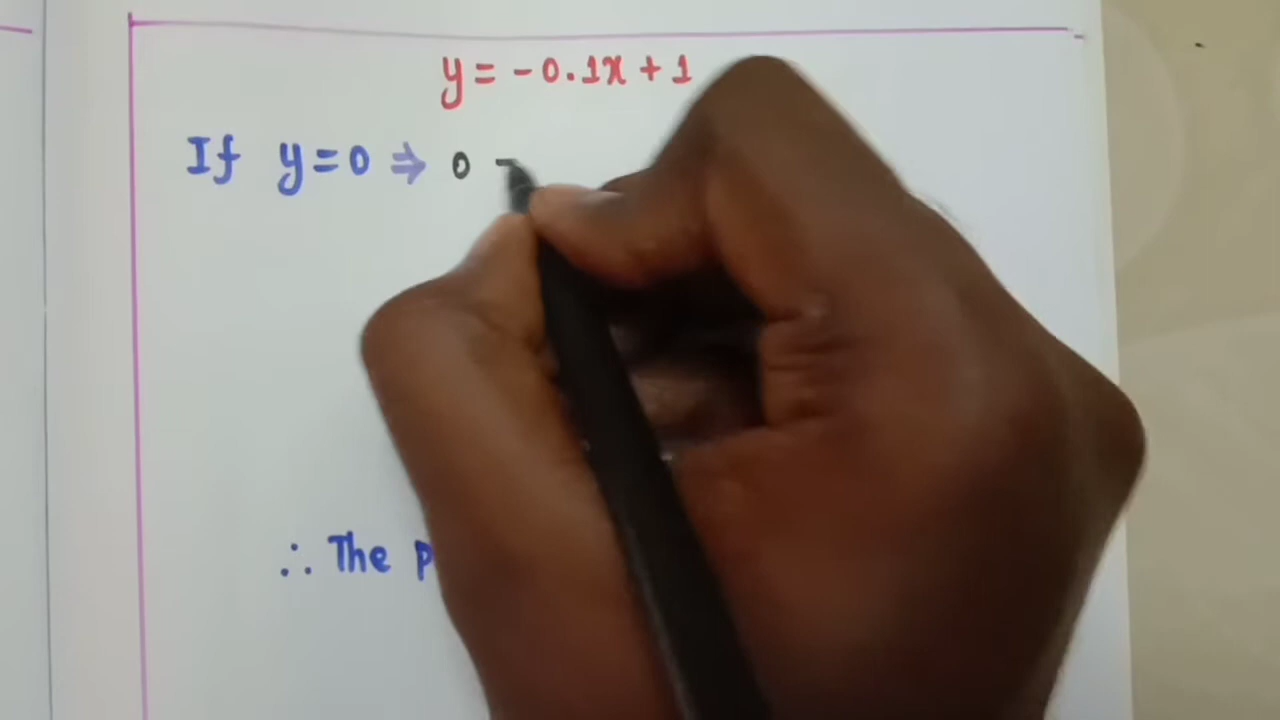 y = -0.1x + 1
If y = 0 ⇒ 0
∴ The